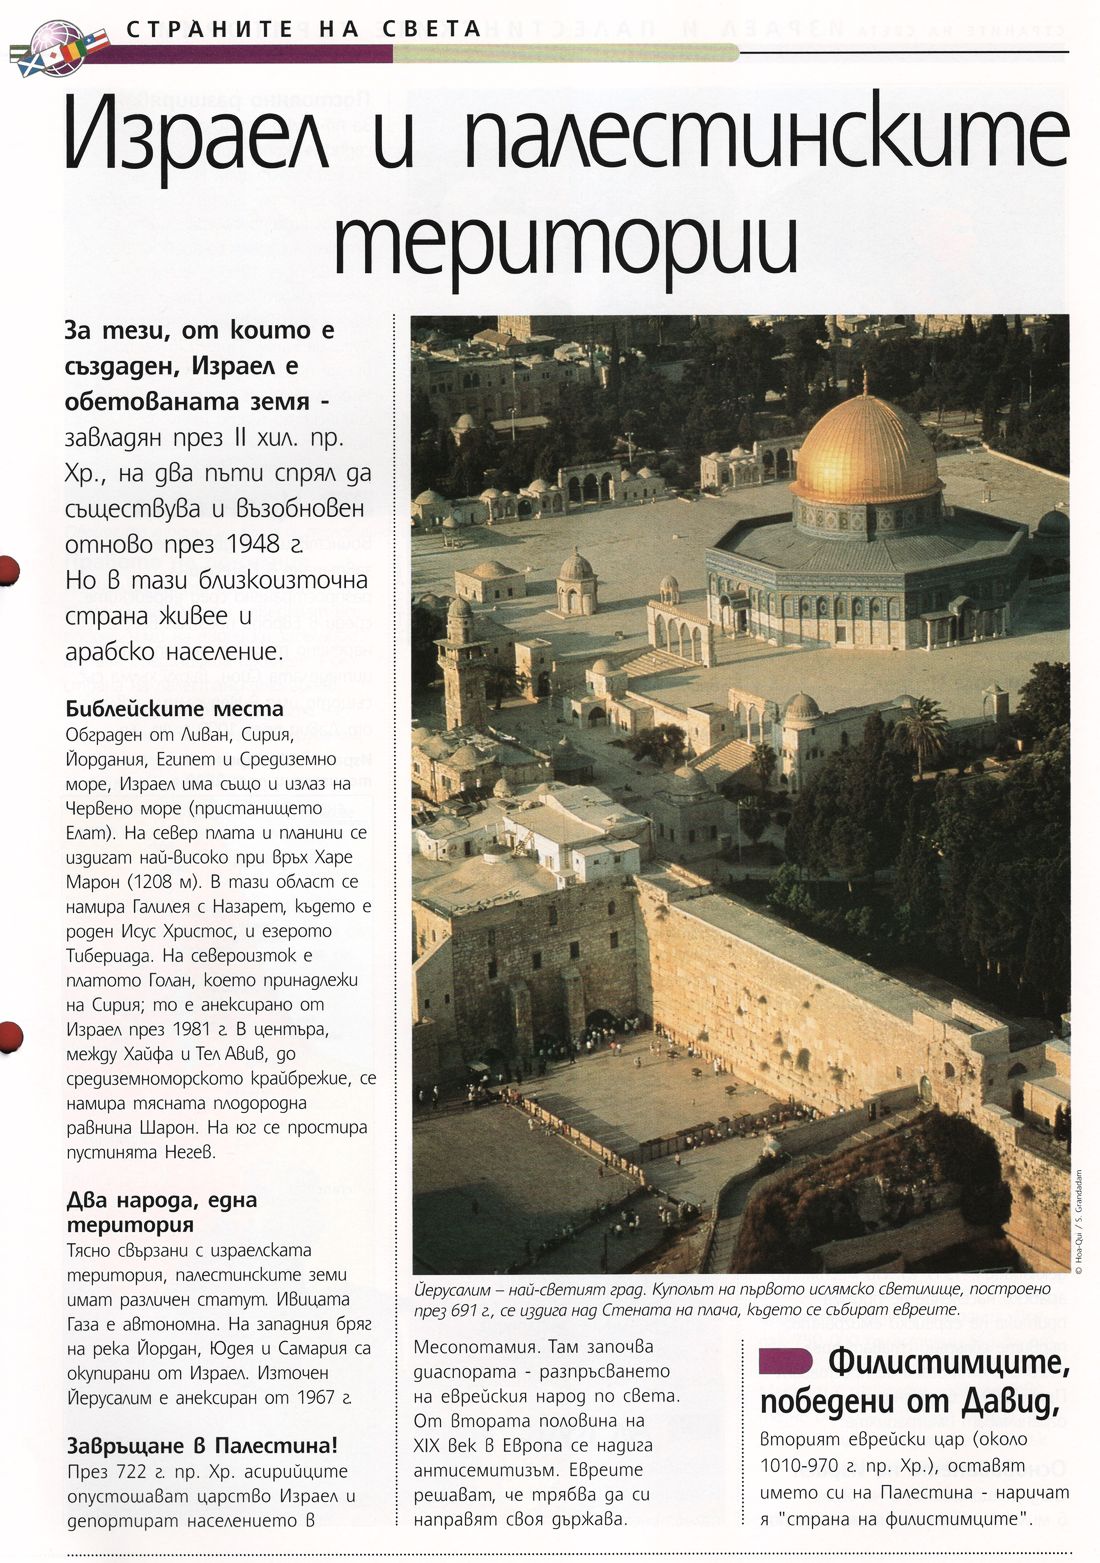 СТРАНИТЕ НА СВЕТА
Израел и палестинските
територии
За тези, от които е
създаден, Израел е
обетованата земя -
завладян през II хил. пр.
Хр., на два пъти спрял да
съществува и възобновен
отново през 1948 г.
Но в тази близкоизточна
страна живее и
арабско население.
Библейските места
Обграден от Ливан, Сирия,
Йордания, Египет и Средиземно
море, Израел има също и излаз на
Червено море (пристанището
Елат). На север плата и планини се
издигат най-високо при връх Харе
Марон (1208 м). В тази област се
намира Галилея с Назарет, където е
роден Исус Христос, и езерото
Тибериада. На североизток е
платото Голан, което принадлежи
на Сирия; то е анексирано от
Израел през 1981 г. В центъра,
между Хайфа и Тел Авив, до
средиземноморското крайбрежие, се
намира тясната плодородна
равнина Шарон. На юг се простира
пустинята Негев.
Два народа, една
територия
Тясно свързани с израелската
територия, палестинските земи
имат различен статут. Ивицата
Газа е автономна. На западния бряг
на река Йордан, Юдея и Самария са
окупирани от Израел. Източен
Йерусалим е анексиран от 1967 г.
Завръщане в Палестина!
През 722 г. пр. Хр. асирийците
опустошават царство Израел и
депортират населението в
© Hoa-Qui / S. Grandadam
Йерусалим – най-светият град. Куполът на първото ислямско светилище, построено
през 691 г., се издига над Стената на плача, където се събират евреите.
Месопотамия. Там започва
диаспората - разпръсването
на еврейския народ по света.
От втората половина на
XIX век в Европа се надига
антисемитизъм. Евреите
решават, че трябва да си
направят своя държава.
Филистимците,
победени от Давид,
вторият еврейски цар (около
1010-970 г. пр. Хр.), оставят
името си на Палестина - наричат
я "страна на филистимците".